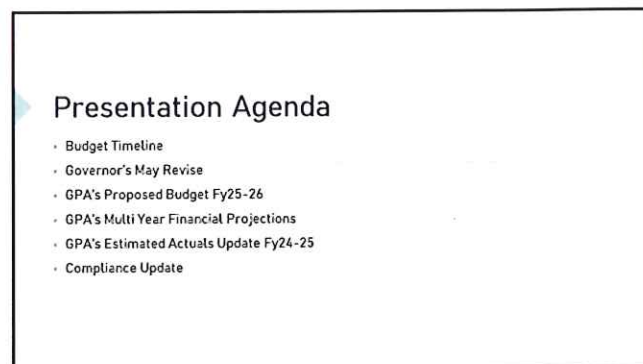 Presentation Agenda
• Budget Timeline
• Governor's May Revise
• GPA's Proposed Budget Fy25-26
• GPA's Multi Year Financial Projections
• GPA's Estimated Actuals Update Fy24-25
• Compliance Update